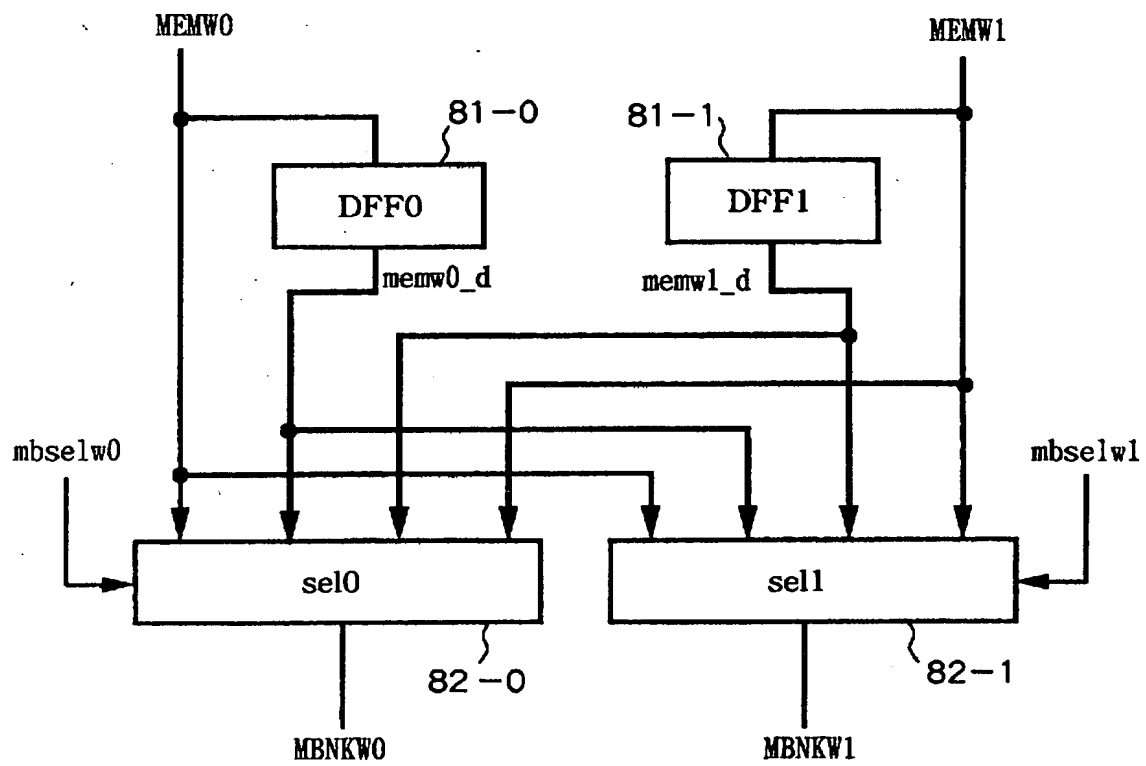 MEMW0
MEMW1
81-0
81-1
DFF0
DFF1
memw0_d
memw1_d
mbselw0
mbselw1
sel0
sel1
82-0
82-1
MBNKW0
MBNKW1